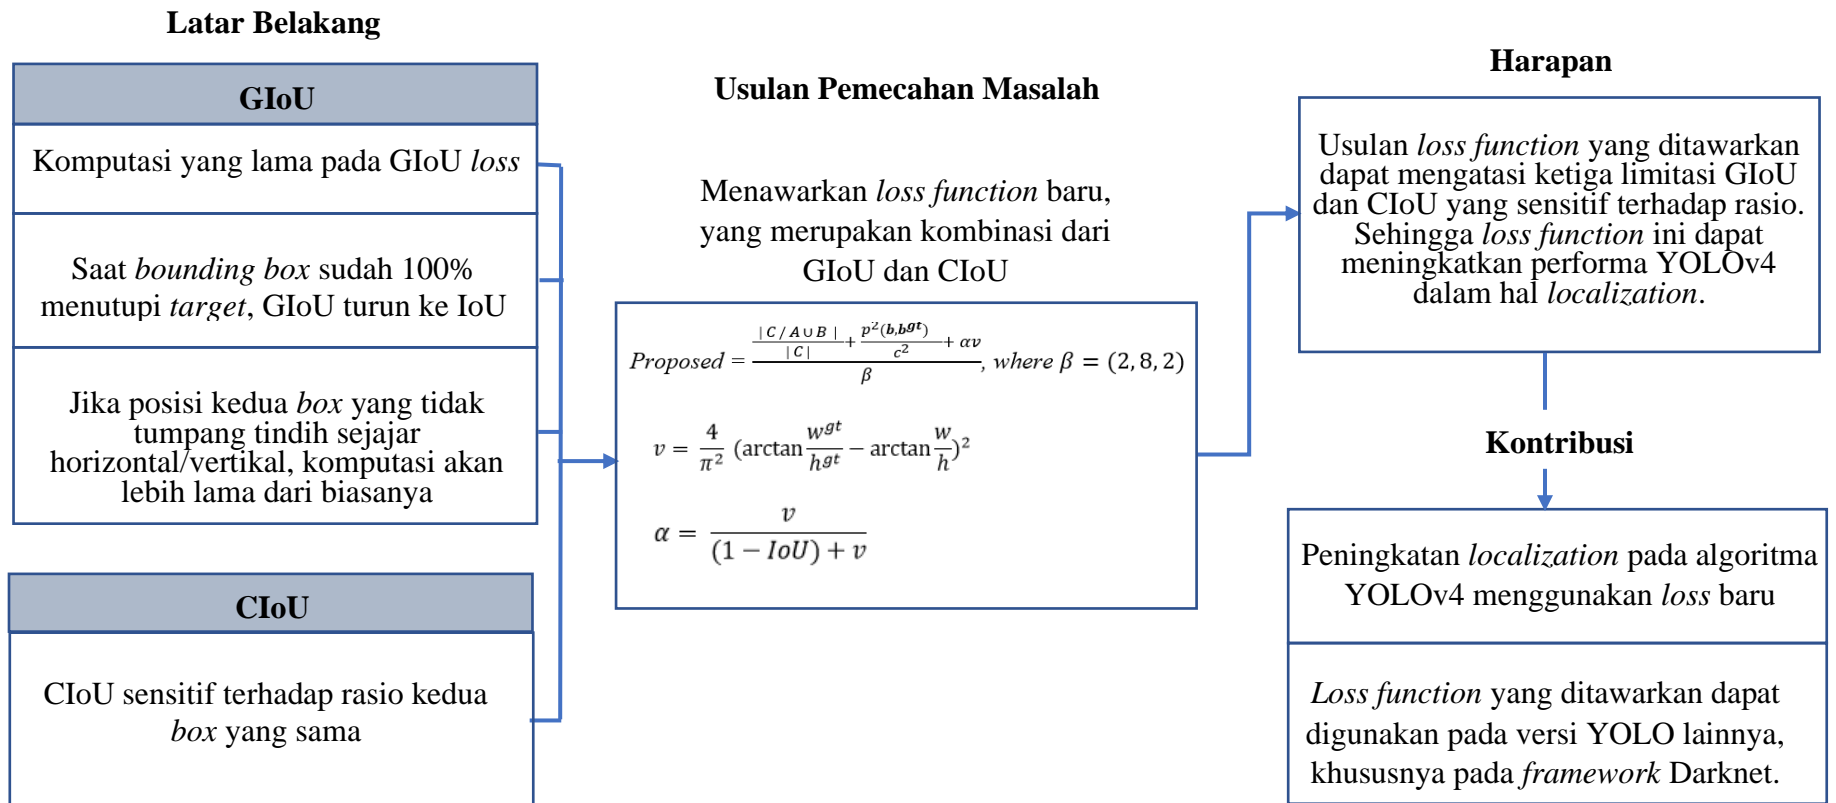 Latar Belakang
GIoU
Komputasi yang lama pada GIoU loss
Saat bounding box sudah 100%
menutupi target, GIoU turun ke IoU
Jika posisi kedua box yang tidak
tumpang tindih sejajar
horizontal/vertikal, komputasi akan
lebih lama dari biasanya
CIoU
CIoU sensitif terhadap rasio kedua
box yang sama
Usulan Pemecahan Masalah
Menawarkan loss function baru,
yang merupakan kombinasi dari
GIoU dan CIoU
Proposed = (|C/A∪B|/|C| + p²(b,b^gt)/c² + αv)/β, where β = (2,8,2)
v = 4/π² (arctan w^gt/h^gt − arctan w/h)²
α = v/((1 − IoU) + v)
Harapan
Usulan loss function yang ditawarkan
dapat mengatasi ketiga limitasi GIoU
dan CIoU yang sensitif terhadap rasio.
Sehingga loss function ini dapat
meningkatkan performa YOLOv4
dalam hal localization.
Kontribusi
Peningkatan localization pada algoritma
YOLOv4 menggunakan loss baru
Loss function yang ditawarkan dapat
digunakan pada versi YOLO lainnya,
khususnya pada framework Darknet.